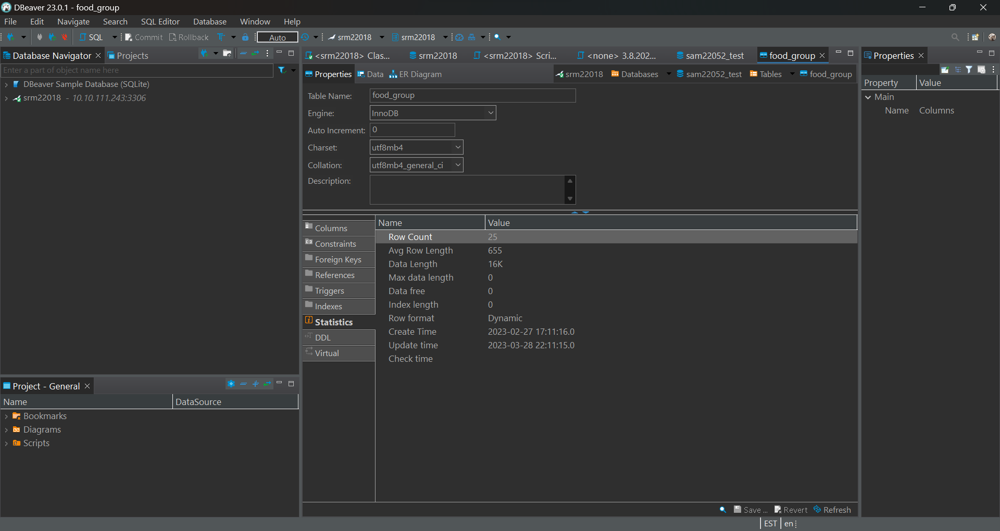 DBeaver 23.0.1 - food_group
File Edit Navigate Search SQL Editor Database Window Help
SQL Commit Rollback Auto srm22018 srm22018
Database Navigator Projects
Enter a part of object name here
DBeaver Sample Database (SQLite)
srm22018 - 10.10.111.243:3306
Project - General
Name DataSource
Bookmarks
Diagrams
Scripts
<srm22018> Clas... srm22018 <srm22018> Scri... <none> 3.8.202... sam22052_test food_group
Properties Data ER Diagram srm22018 Databases sam22052_test Tables food_group
Table Name: food_group
Engine: InnoDB
Auto Increment: 0
Charset: utf8mb4
Collation: utf8mb4_general_ci
Description:
Columns
Constraints
Foreign Keys
References
Triggers
Indexes
Statistics
DDL
Virtual
Name Value
Row Count 25
Avg Row Length 655
Data Length 16K
Max data length 0
Data free 0
Index length 0
Row format Dynamic
Create Time 2023-02-27 17:11:16.0
Update time 2023-03-28 22:11:15.0
Check time
Save ... Revert Refresh
Properties
Property Value
Main
Name Columns
EST en